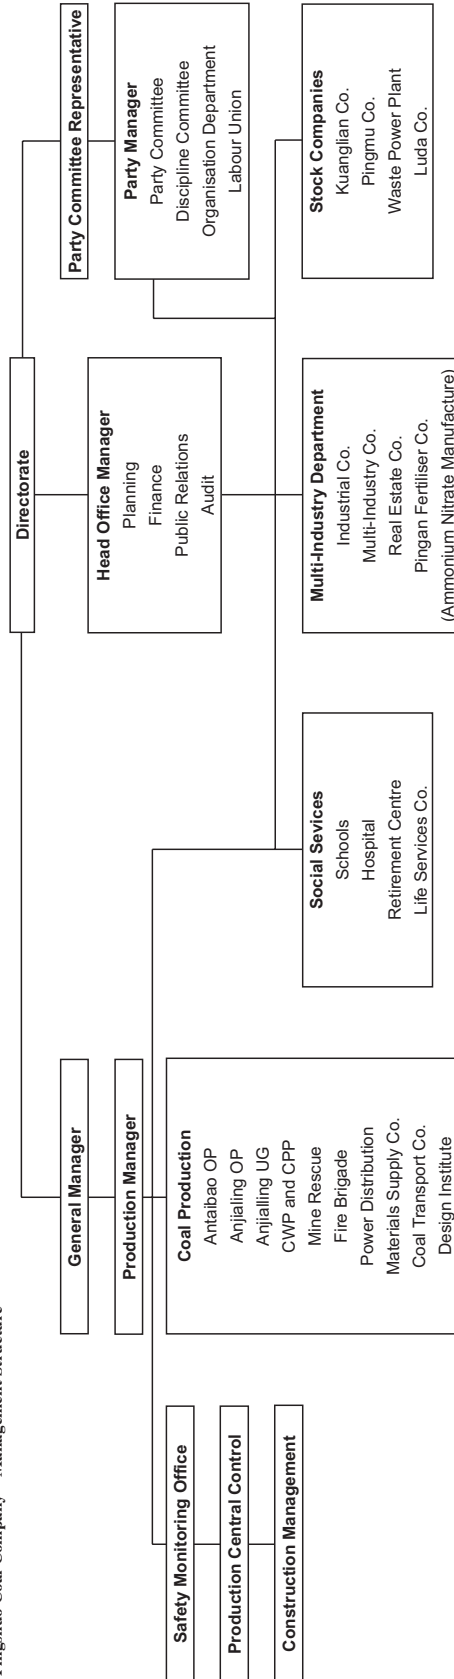 Pingshuo Coal Company — Management Structure
Directorate
General Manager
Party Committee Representative
Production Manager
Head Office Manager
Planning
Finance
Public Relations
Audit
Party Manager
Party Committee
Discipline Committee
Organisation Department
Labour Union
Safety Monitoring Office
Production Central Control
Construction Management
Coal Production
Antaibao OP
Anjialing OP
Anjialling UG
CWP and CPP
Mine Rescue
Fire Brigade
Power Distribution
Materials Supply Co.
Coal Transport Co.
Design Institute
Social Sevices
Schools
Hospital
Retirement Centre
Life Services Co.
Multi-Industry Department
Industrial Co.
Multi-Industry Co.
Real Estate Co.
Pingan Fertiliser Co.
(Ammonium Nitrate Manufacture)
Stock Companies
Kuanglian Co.
Pingmu Co.
Waste Power Plant
Luda Co.